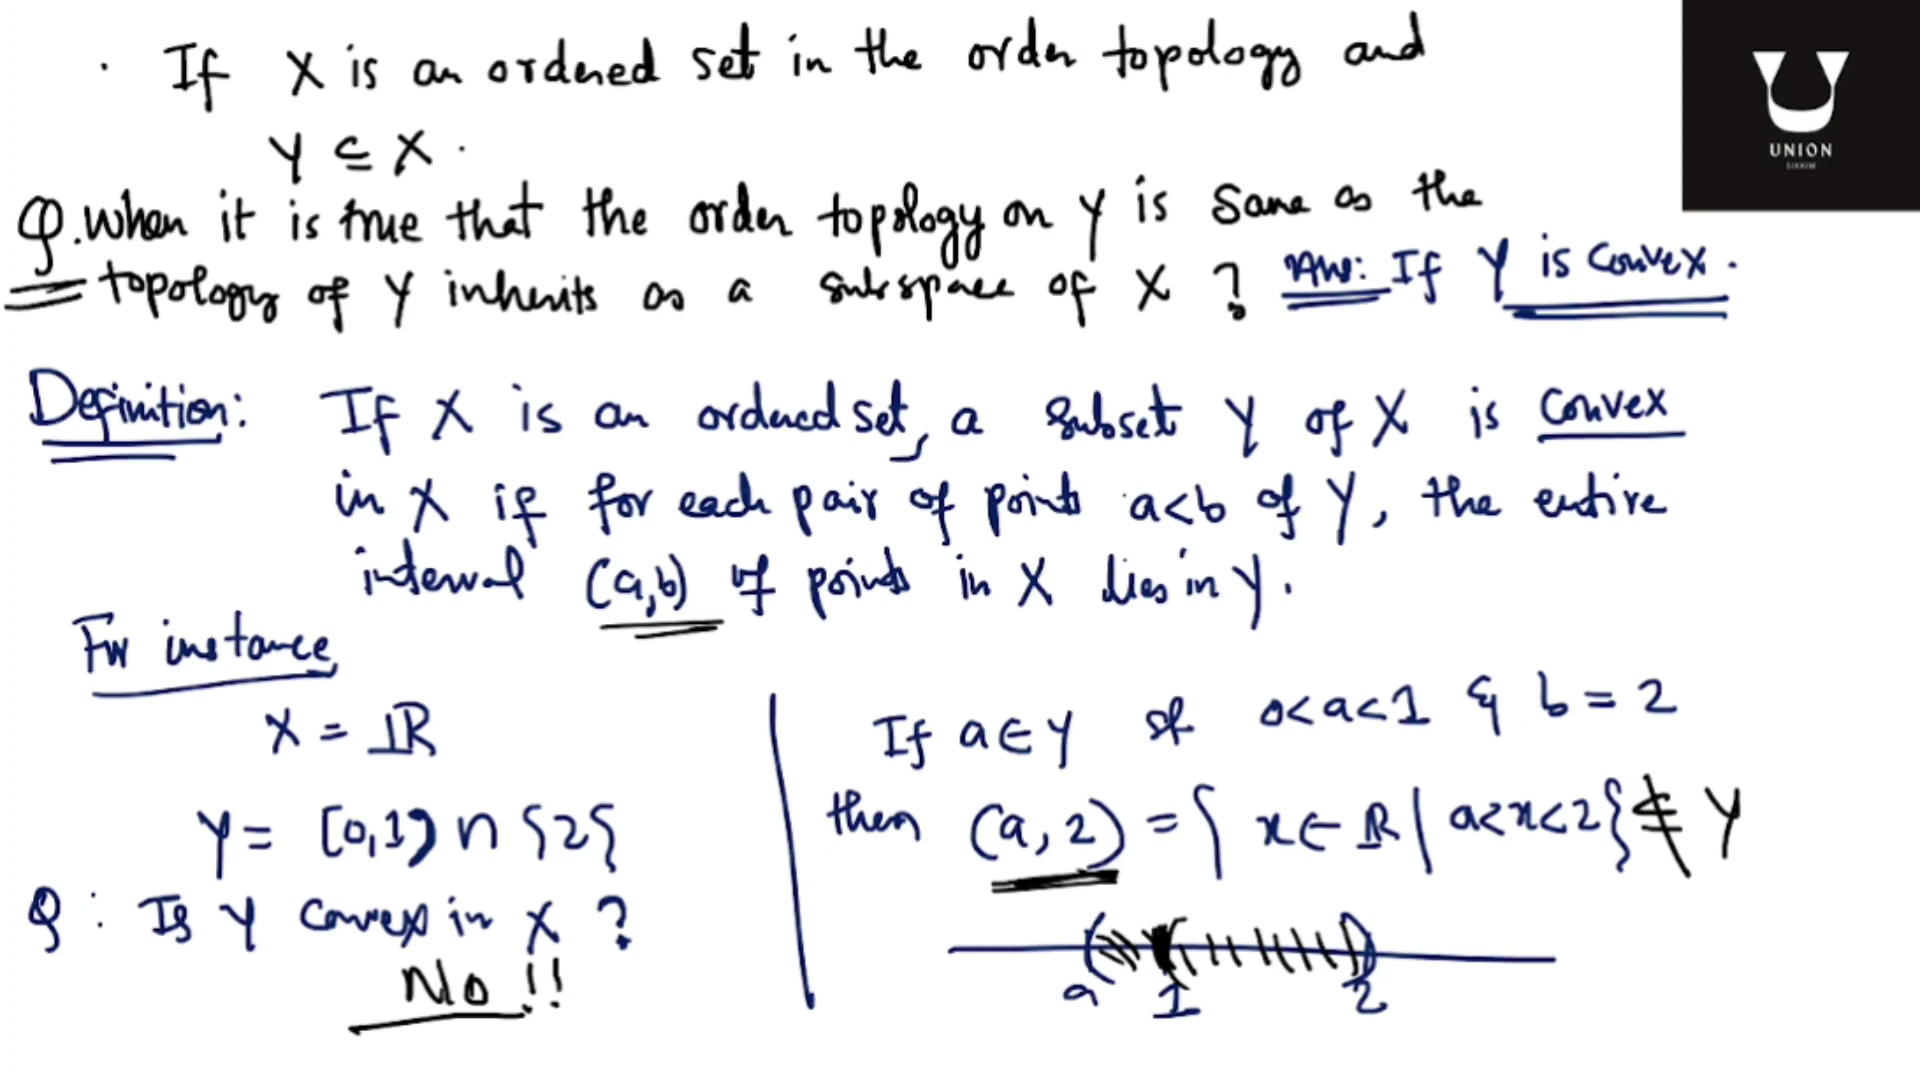 . If X is an ordered set in the order topology and
Y ⊆ X.
Q. When it is true that the order topology on Y is same as the
topology of Y inherits as a subspace of X ? Ans: If Y is convex.
Definition: If X is an ordered set, a subset Y of X is convex
in X if for each pair of points a<b of Y, the entire
interval (a,b) of points in X lies in Y.
For instance,
X = IR
Y = [0,1) ∩ {2}
Q : Is Y convex in X ?
No !!
If a ∈ Y st 0<a<1 & b = 2
then (a, 2) = { x ∈ IR | a<x<2} ⊈ Y
a 1 2
UNION
SIKKIM